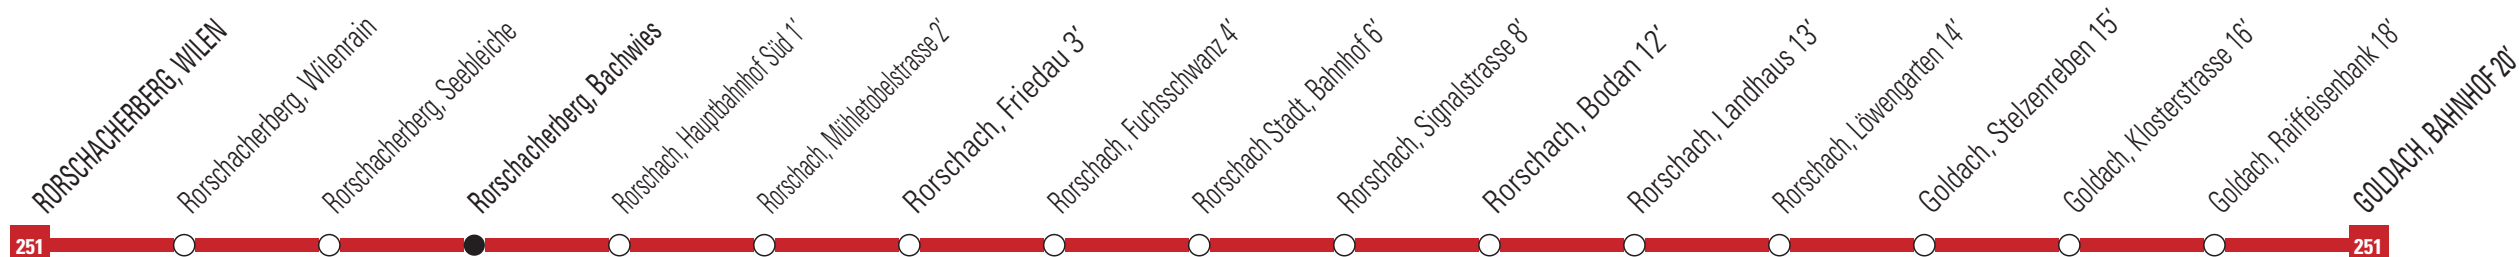 RORSCHACHERBERG, WILEN
Rorschacherberg, Wilenrain
Rorschacherberg, Seebleiche
Rorschacherberg, Bachwies
Rorschach, Hauptbahnhof Süd 1’
Rorschach, Mühletobelstrasse 2’
Rorschach, Friedau 3’
Rorschach, Fuchsschwanz 4’
Rorschach Stadt, Bahnhof 6’
Rorschach, Signalstrasse 8’
Rorschach, Bodan 12’
Rorschach, Landhaus 13’
Rorschach, Löwengarten 14’
Goldach, Stelzenreben 15’
Goldach, Klosterstrasse 16’
Goldach, Raiffeisenbank 18’
GOLDACH, BAHNHOF 20’
251
251